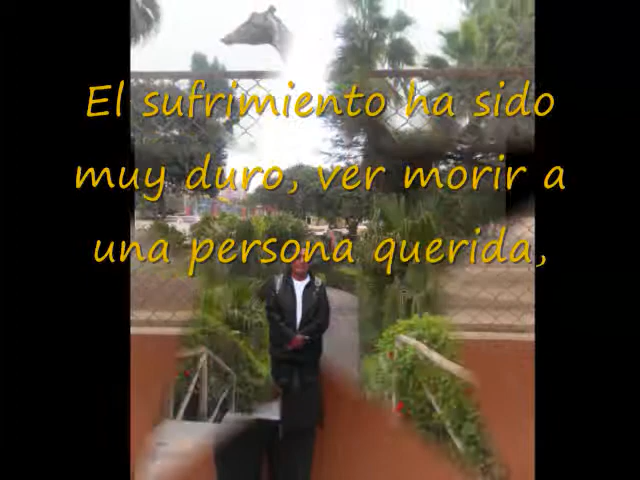 El sufrimiento ha sido
muy duro, ver morir a
una persona querida,